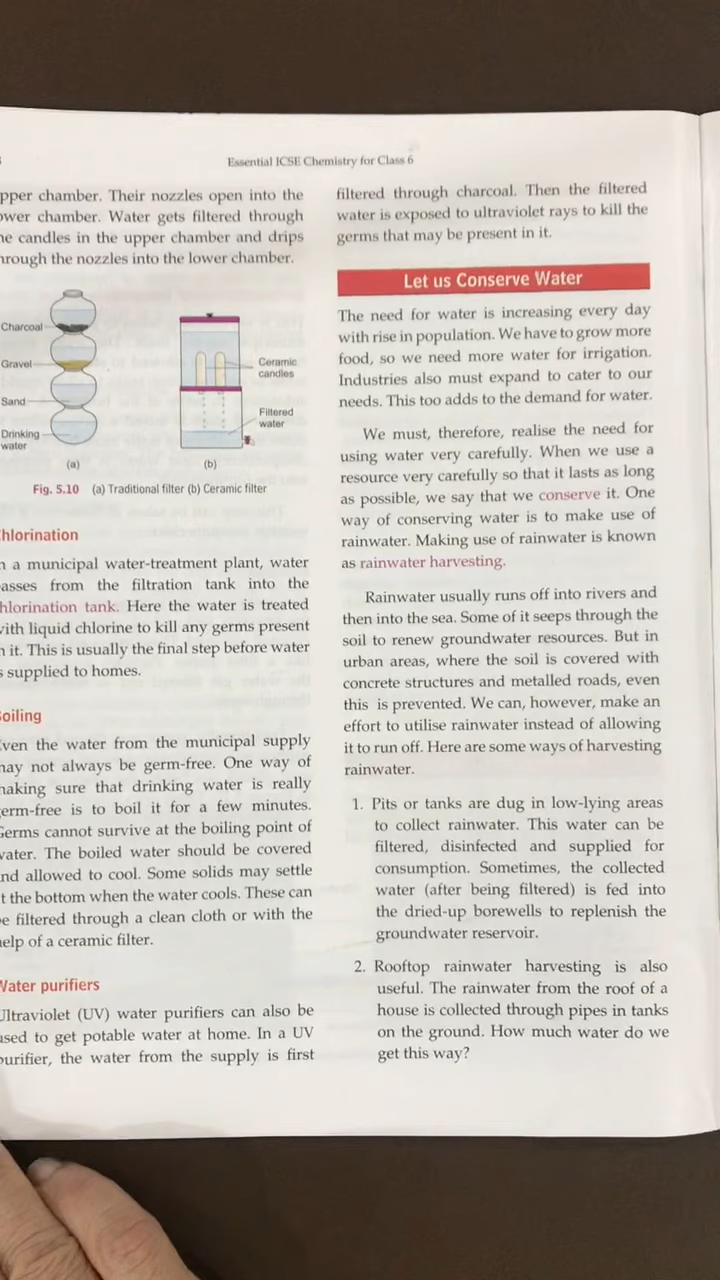 Essential ICSE Chemistry for Class 6
pper chamber. Their nozzles open into the
ower chamber. Water gets filtered through
he candles in the upper chamber and drips
hrough the nozzles into the lower chamber.
Charcoal
Gravel
Sand
Drinking
water
(a)
Ceramic
candles
Filtered
water
(b)
Fig. 5.10 (a) Traditional filter (b) Ceramic filter
hlorination
n a municipal water-treatment plant, water
asses from the filtration tank into the
hlorination tank. Here the water is treated
with liquid chlorine to kill any germs present
n it. This is usually the final step before water
s supplied to homes.
oiling
ven the water from the municipal supply
may not always be germ-free. One way of
making sure that drinking water is really
erm-free is to boil it for a few minutes.
Germs cannot survive at the boiling point of
water. The boiled water should be covered
nd allowed to cool. Some solids may settle
t the bottom when the water cools. These can
e filtered through a clean cloth or with the
elp of a ceramic filter.
Water purifiers
Ultraviolet (UV) water purifiers can also be
used to get potable water at home. In a UV
purifier, the water from the supply is first
filtered through charcoal. Then the filtered
water is exposed to ultraviolet rays to kill the
germs that may be present in it.
Let us Conserve Water
The need for water is increasing every day
with rise in population. We have to grow more
food, so we need more water for irrigation.
Industries also must expand to cater to our
needs. This too adds to the demand for water.
We must, therefore, realise the need for
using water very carefully. When we use a
resource very carefully so that it lasts as long
as possible, we say that we conserve it. One
way of conserving water is to make use of
rainwater. Making use of rainwater is known
as rainwater harvesting.
Rainwater usually runs off into rivers and
then into the sea. Some of it seeps through the
soil to renew groundwater resources. But in
urban areas, where the soil is covered with
concrete structures and metalled roads, even
this is prevented. We can, however, make an
effort to utilise rainwater instead of allowing
it to run off. Here are some ways of harvesting
rainwater.
1. Pits or tanks are dug in low-lying areas
to collect rainwater. This water can be
filtered, disinfected and supplied for
consumption. Sometimes, the collected
water (after being filtered) is fed into
the dried-up borewells to replenish the
groundwater reservoir.
2. Rooftop rainwater harvesting is also
useful. The rainwater from the roof of a
house is collected through pipes in tanks
on the ground. How much water do we
get this way?